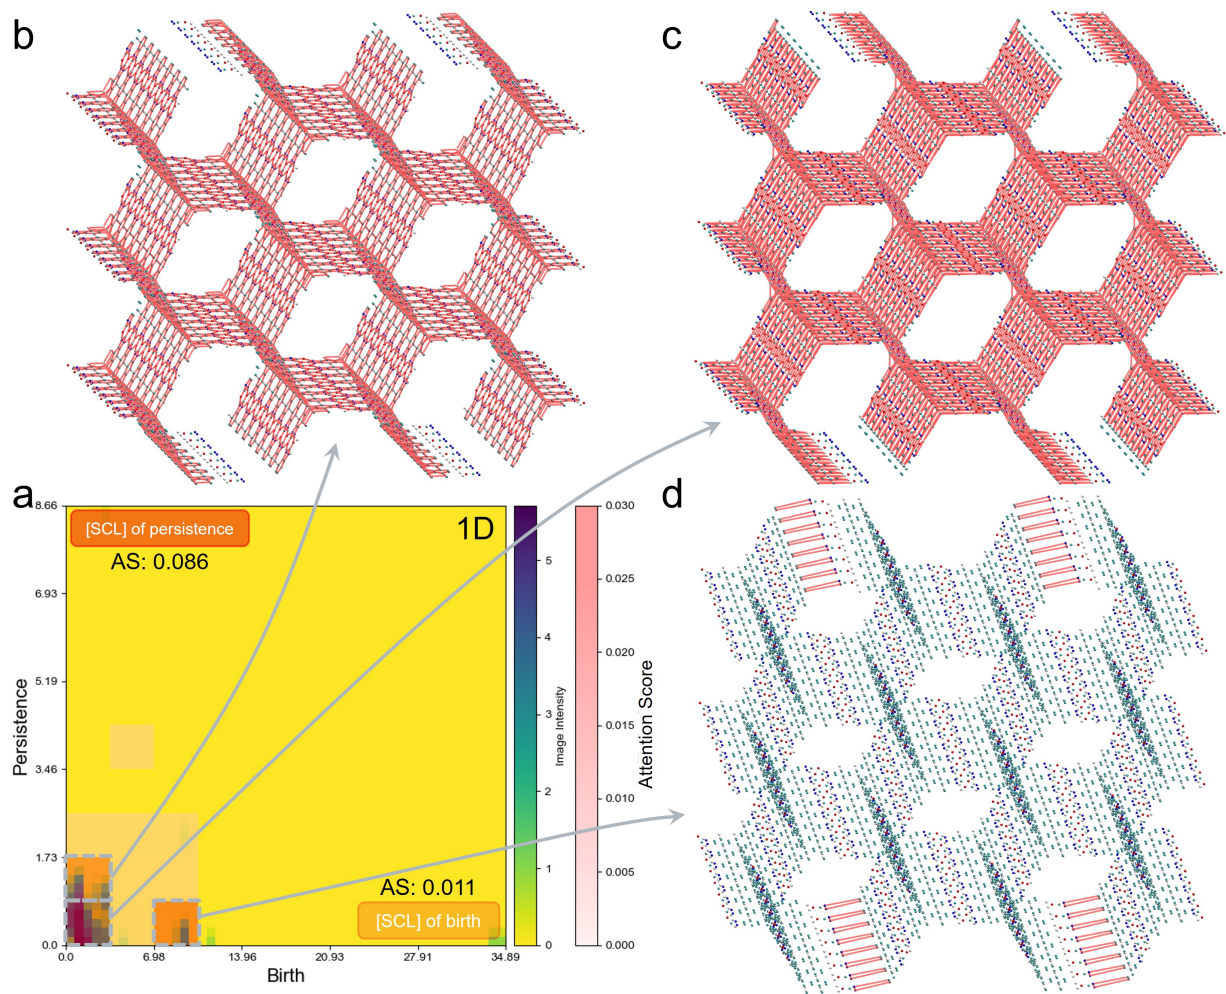 b
c
a
d
8.66
6.93
5.19
3.46
1.73
0.0
Persistence
[SCL] of persistence
AS: 0.086
1D
AS: 0.011
[SCL] of birth
0.0
6.98
13.96
20.93
27.91
34.89
Birth
5
4
3
2
1
0
Image Intensity
0.030
0.025
0.020
0.015
0.010
0.005
0.000
Attention Score